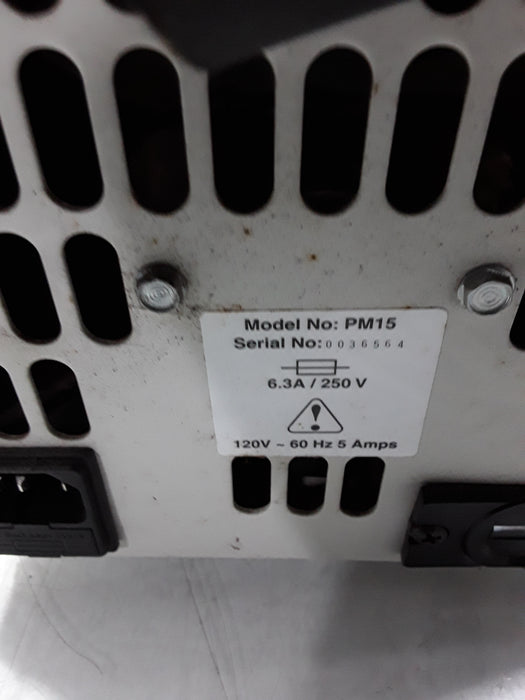 Model No: PM15
Serial No: 0036564
6.3A / 250 V
120V ~ 60 Hz 5 Amps